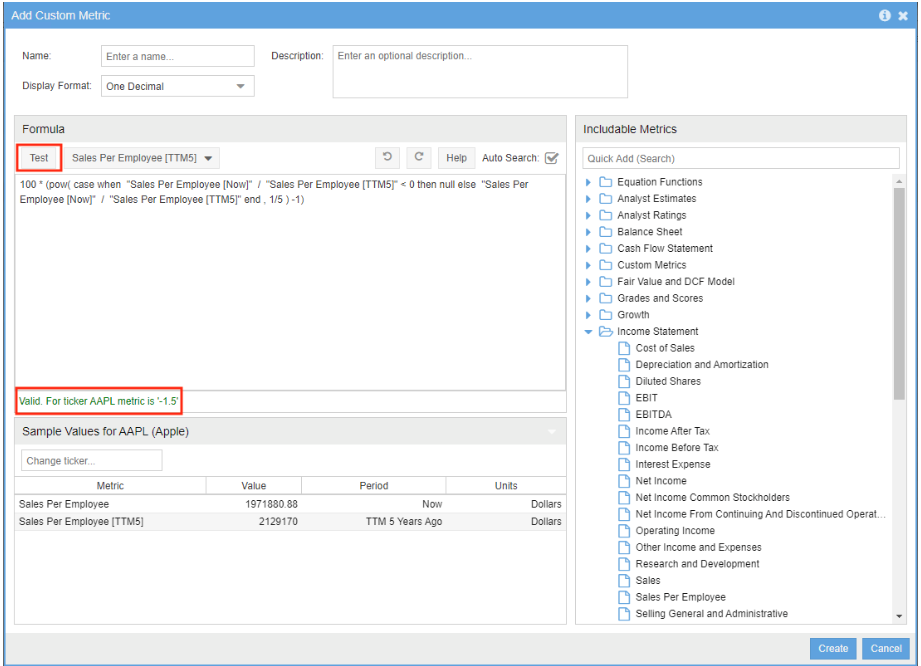 Add Custom Metric
Name:
Enter a name...
Description:
Enter an optional description...
Display Format:
One Decimal
Formula
Test
Sales Per Employee [TTM5]
Help
Auto Search:
100 * (pow( case when  "Sales Per Employee [Now]"  /  "Sales Per Employee [TTM5]" < 0 then null else  "Sales Per
Employee [Now]"  /  "Sales Per Employee [TTM5]" end , 1/5 ) -1)
Valid. For ticker AAPL metric is '-1.5'
Sample Values for AAPL (Apple)
Change ticker...
Metric Value Period Units
Sales Per Employee 1971880.88 Now Dollars
Sales Per Employee [TTM5] 2129170 TTM 5 Years Ago Dollars
Includable Metrics
Quick Add (Search)
Equation Functions
Analyst Estimates
Analyst Ratings
Balance Sheet
Cash Flow Statement
Custom Metrics
Fair Value and DCF Model
Grades and Scores
Growth
Income Statement
Cost of Sales
Depreciation and Amortization
Diluted Shares
EBIT
EBITDA
Income After Tax
Income Before Tax
Interest Expense
Net Income
Net Income Common Stockholders
Net Income From Continuing And Discontinued Operat...
Operating Income
Other Income and Expenses
Research and Development
Sales
Sales Per Employee
Selling General and Administrative
Create
Cancel